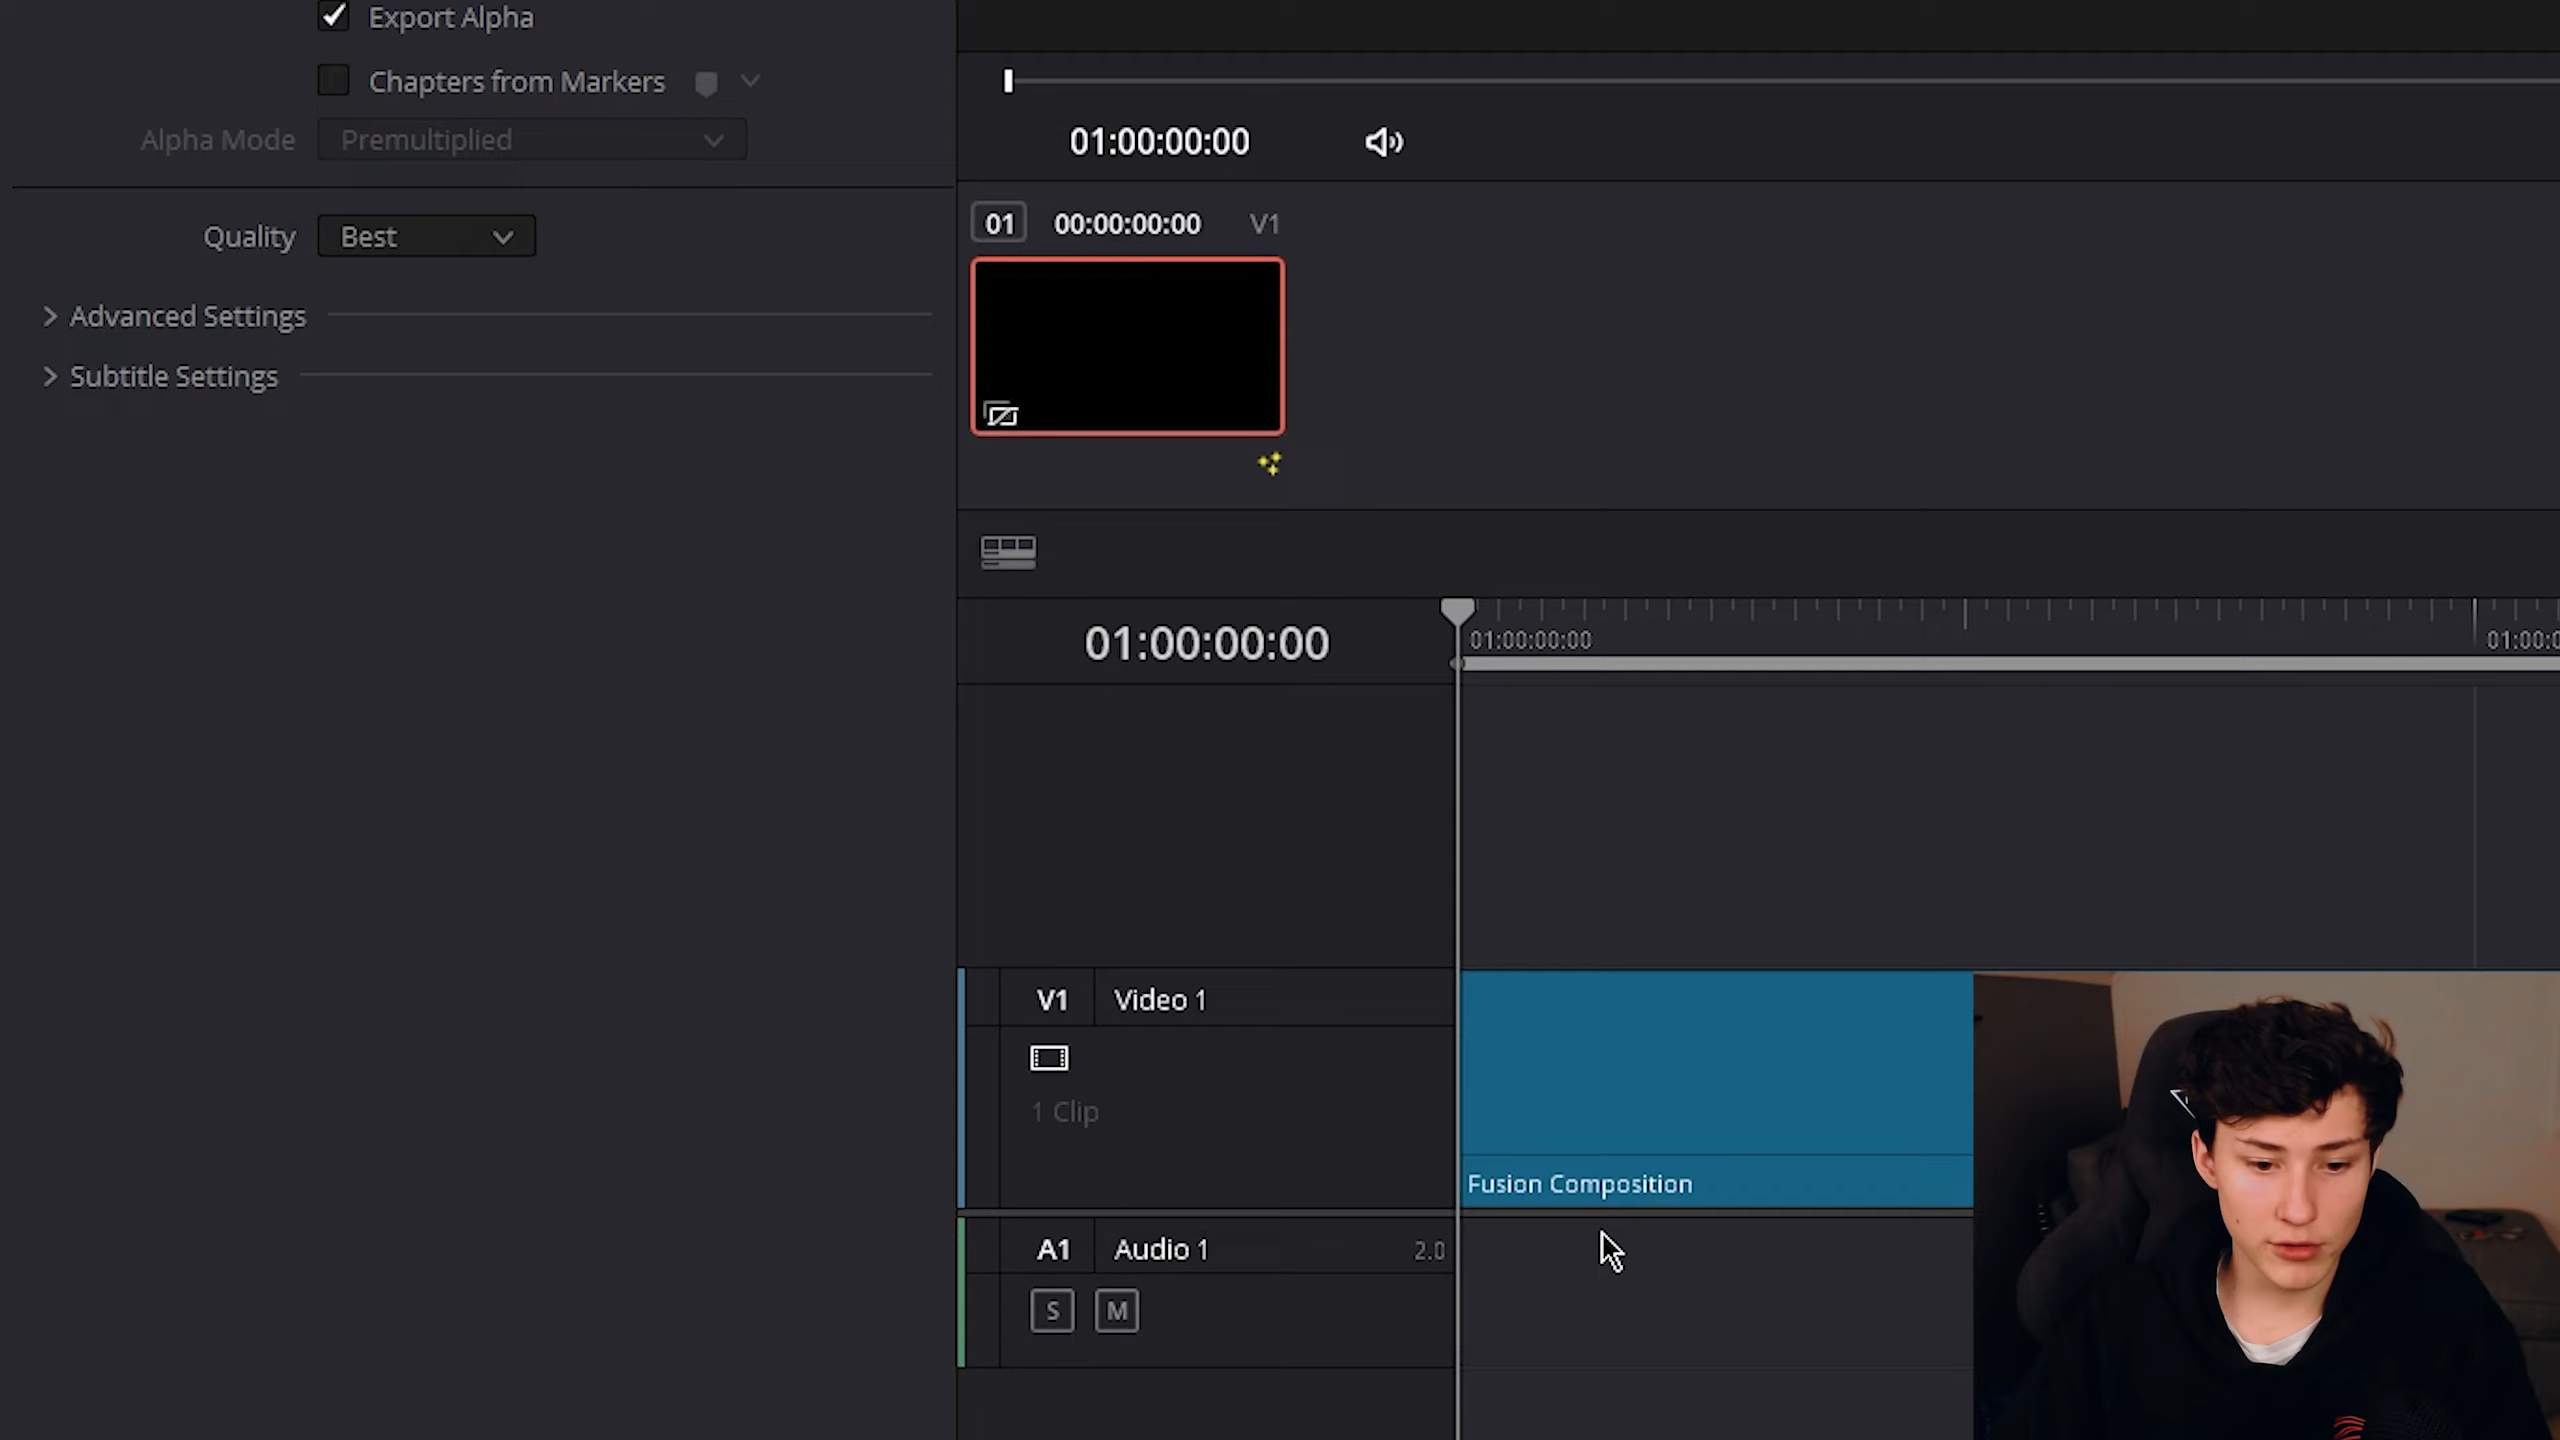 Export Alpha
Chapters from Markers
Alpha Mode Premultiplied
Quality Best
Advanced Settings
Subtitle Settings
01:00:00:00
01 00:00:00:00 V1
01:00:00:00
01:00:00:00
V1 Video 1
1 Clip
Fusion Composition
A1 Audio 1 2.0
S M